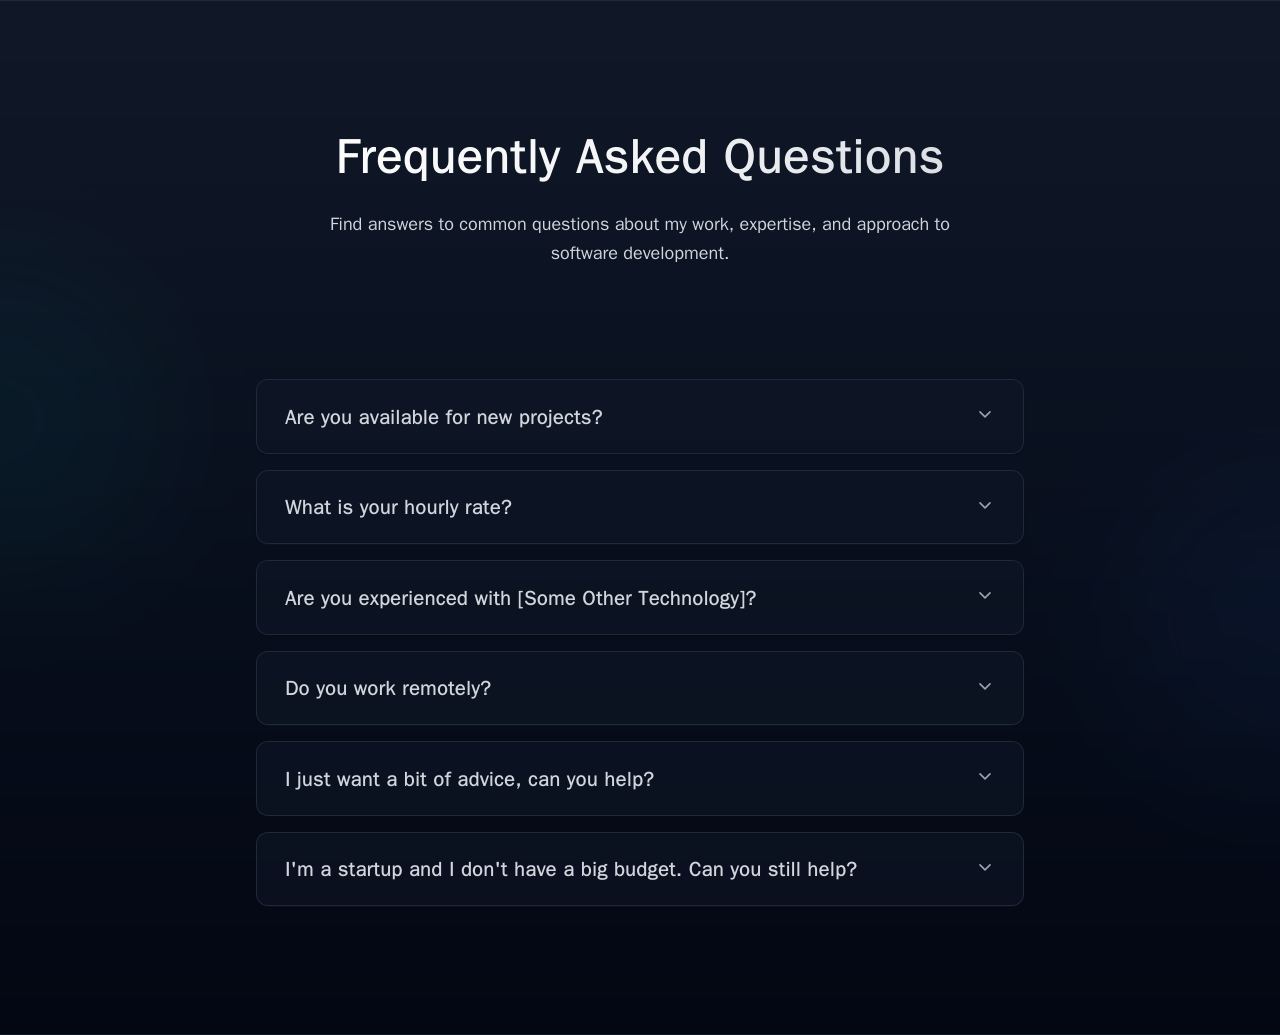 Frequently Asked Questions
Find answers to common questions about my work, expertise, and approach to
software development.
Are you available for new projects?
What is your hourly rate?
Are you experienced with [Some Other Technology]?
Do you work remotely?
I just want a bit of advice, can you help?
I'm a startup and I don't have a big budget. Can you still help?